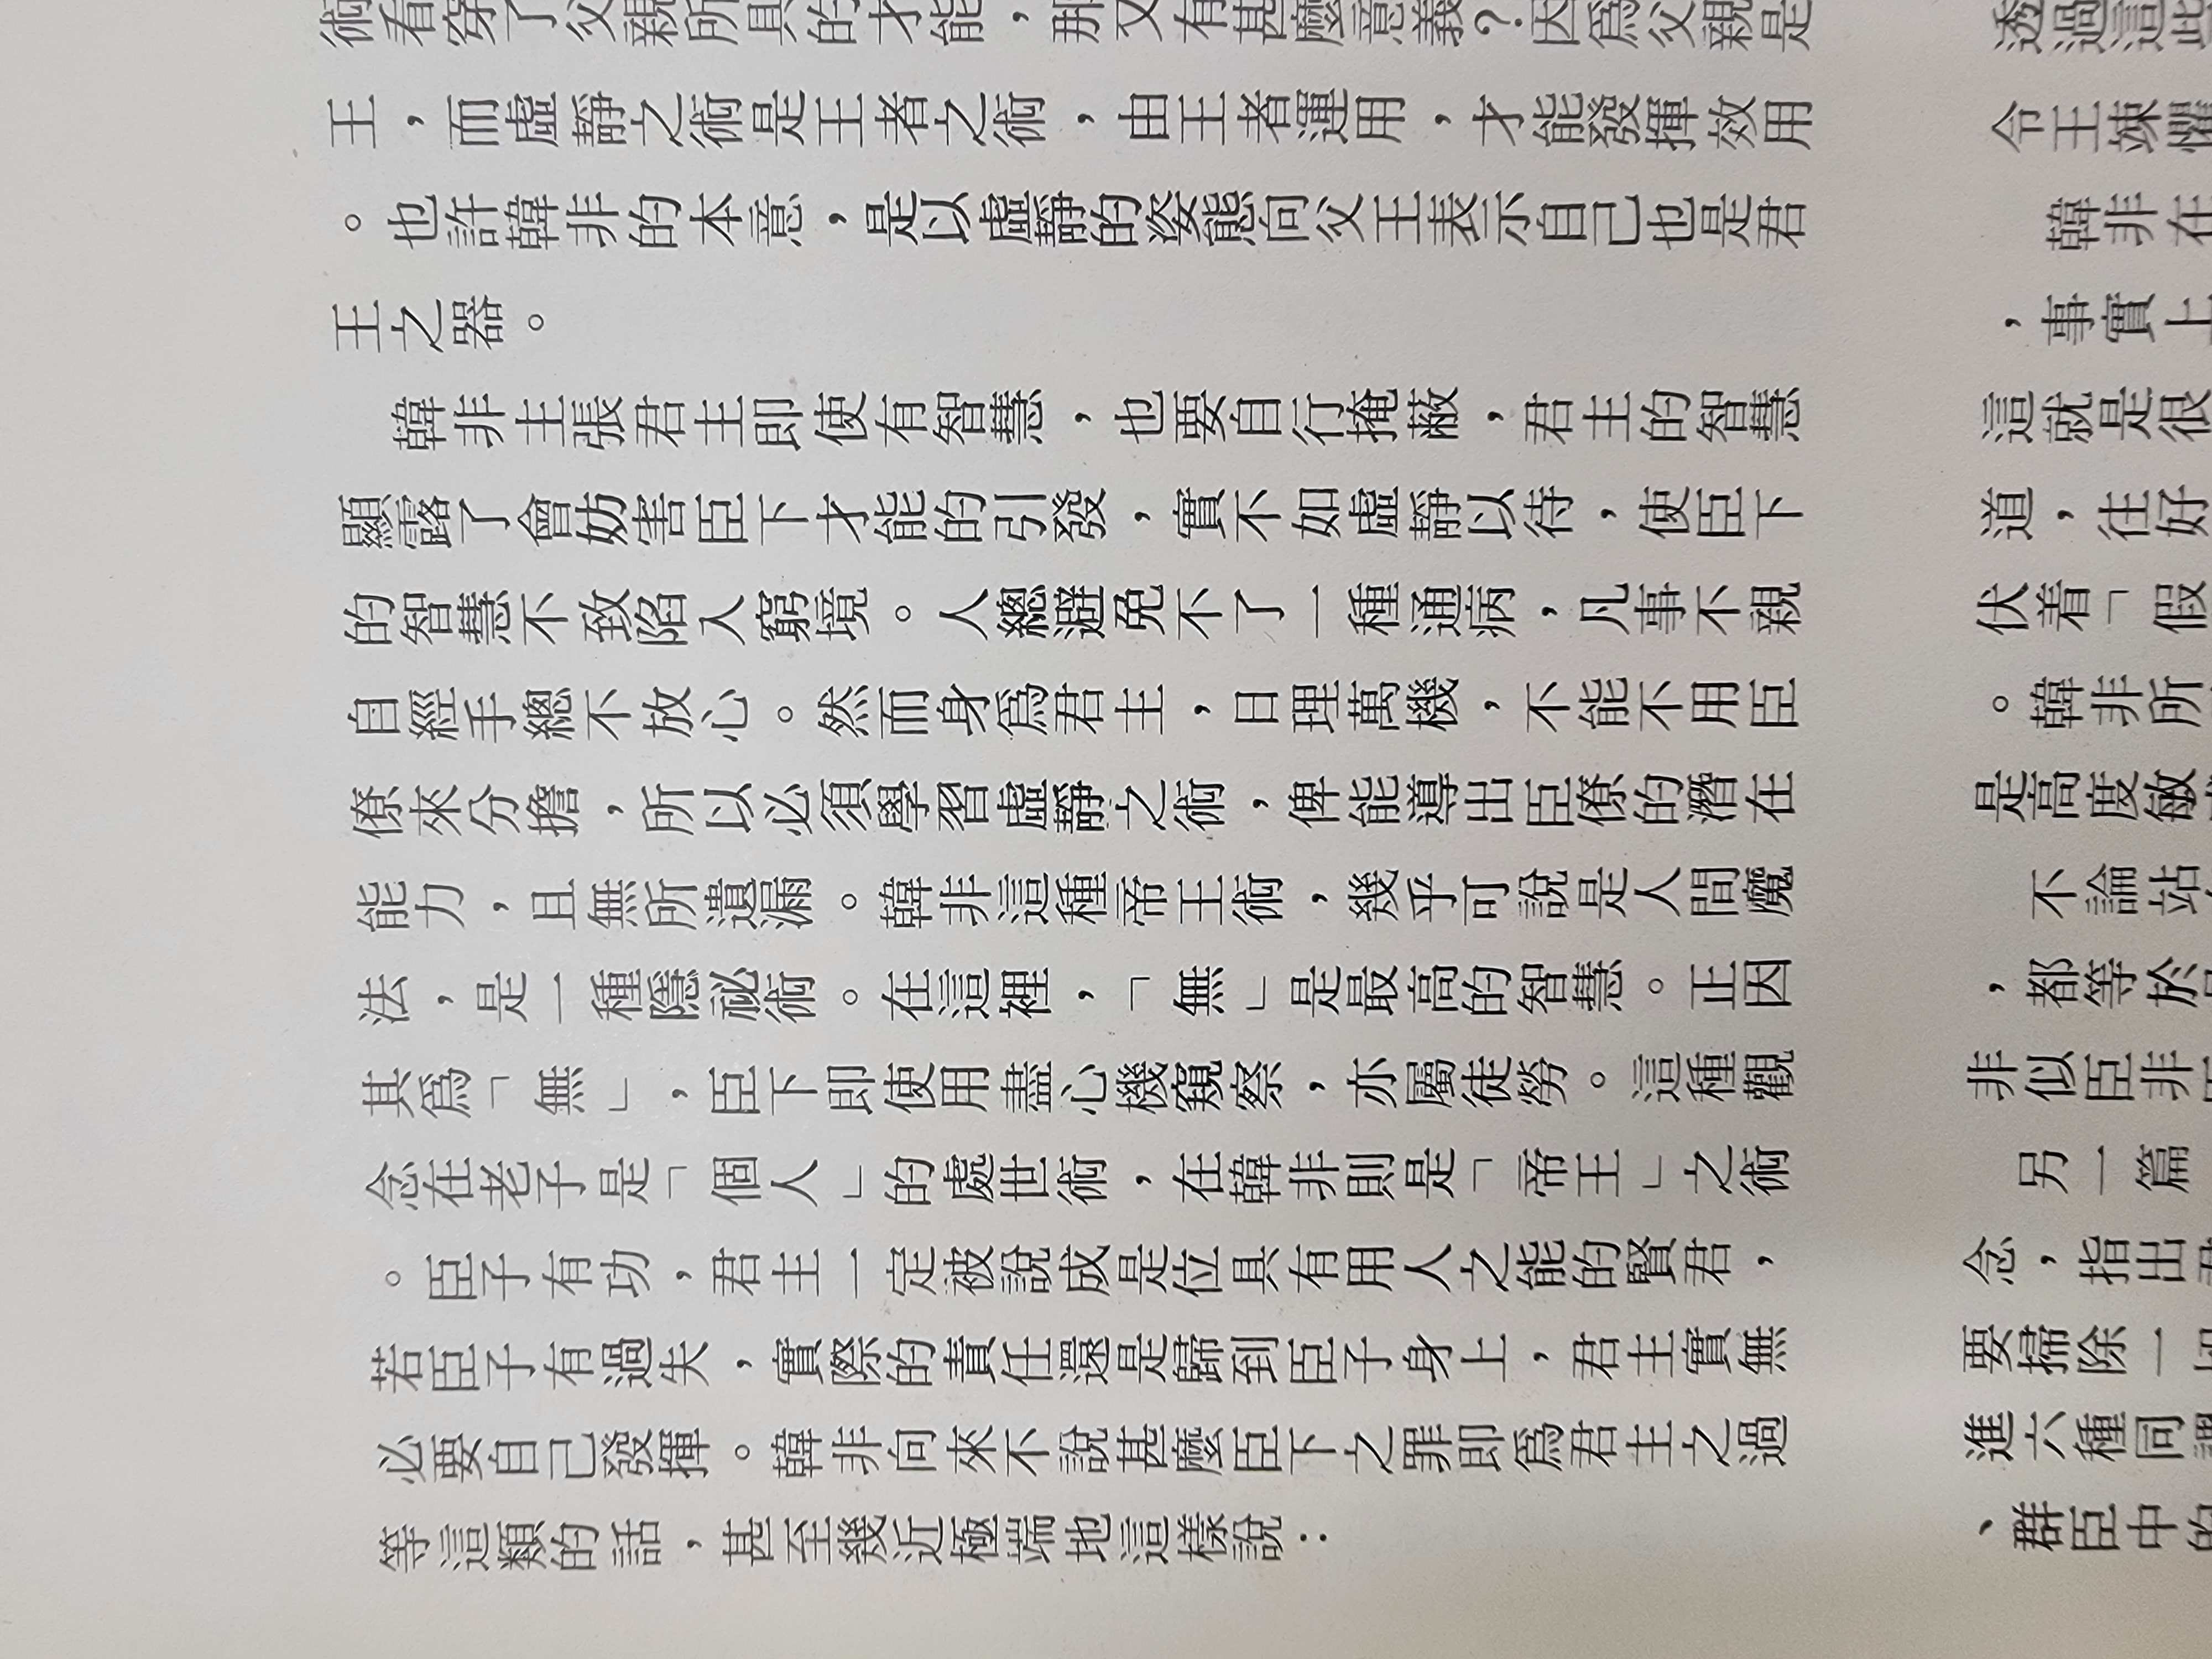 術看穿了父親所具的才能，那又有甚麼意義？因爲父親是
王，而虛靜之術是王者之術，由王者運用，才能發揮效用
。也許韓非的本意，是以虛靜的姿態向父王表示自己也是君
王之器。
韓非主張君主即使有智慧，也要自行掩蔽，君主的智慧
顯露了會妨害臣下才能的引發，實不如虛靜以待，使臣下
的智慧不致陷入窮境。人總避免不了一種通病，凡事不親
自經手總不放心。然而身爲君主，日理萬機，不能不用臣
僚來分擔，所以必須學習虛靜之術，俾能導出臣僚的潛在
能力，且無所遺漏。韓非這種帝王術，幾乎可說是人間魔
法，是一種隱祕術。在這裡，「無」是最高的智慧。正因
其爲「無」，臣下即使用盡心機窺察，亦屬徒勞。這種觀
念在老子是「個人」的處世術，在韓非則是「帝王」之術
。臣子有功，君主一定被說成是位具有用人之能的賢君，
若臣子有過失，實際的責任還是歸到臣子身上，君主實無
必要自己發揮。韓非向來不說甚麼臣下之罪即爲君主之過
等這類的話，甚至幾近極端地這樣說：
透過這些
令王竦懼
韓非在
，事實上
這就是很
道，往好
伏着「假
。韓非所
是高度敏
不論站
，都等於
非似臣非
另一篇
念，指出
要掃除一切
進六種同
、群臣中的